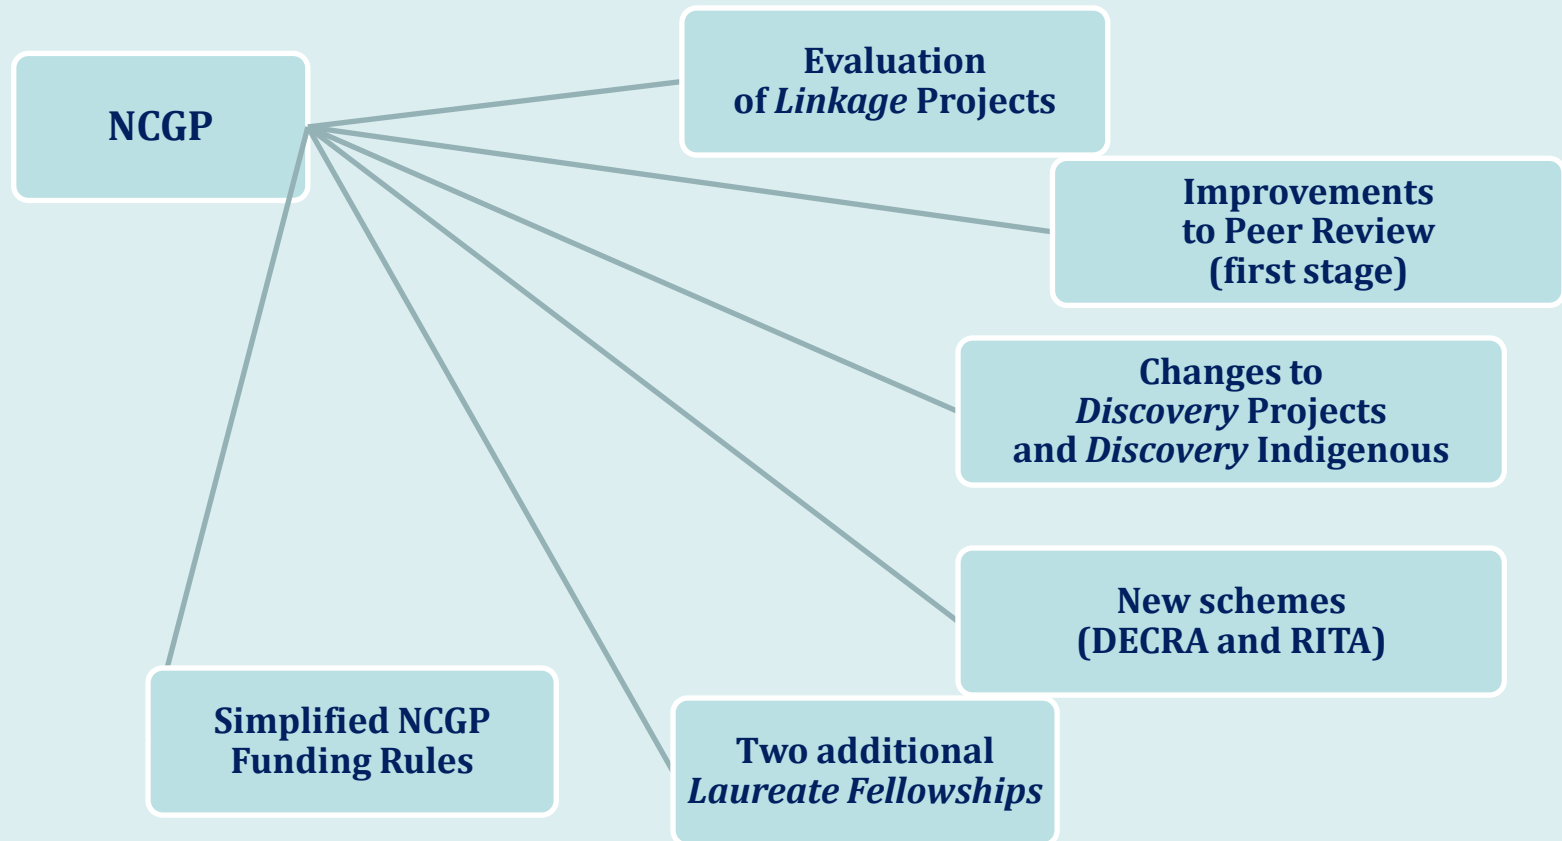 NCGP
Evaluation
of Linkage Projects
Improvements
to Peer Review
(first stage)
Changes to
Discovery Projects
and Discovery Indigenous
New schemes
(DECRA and RITA)
Two additional
Laureate Fellowships
Simplified NCGP
Funding Rules